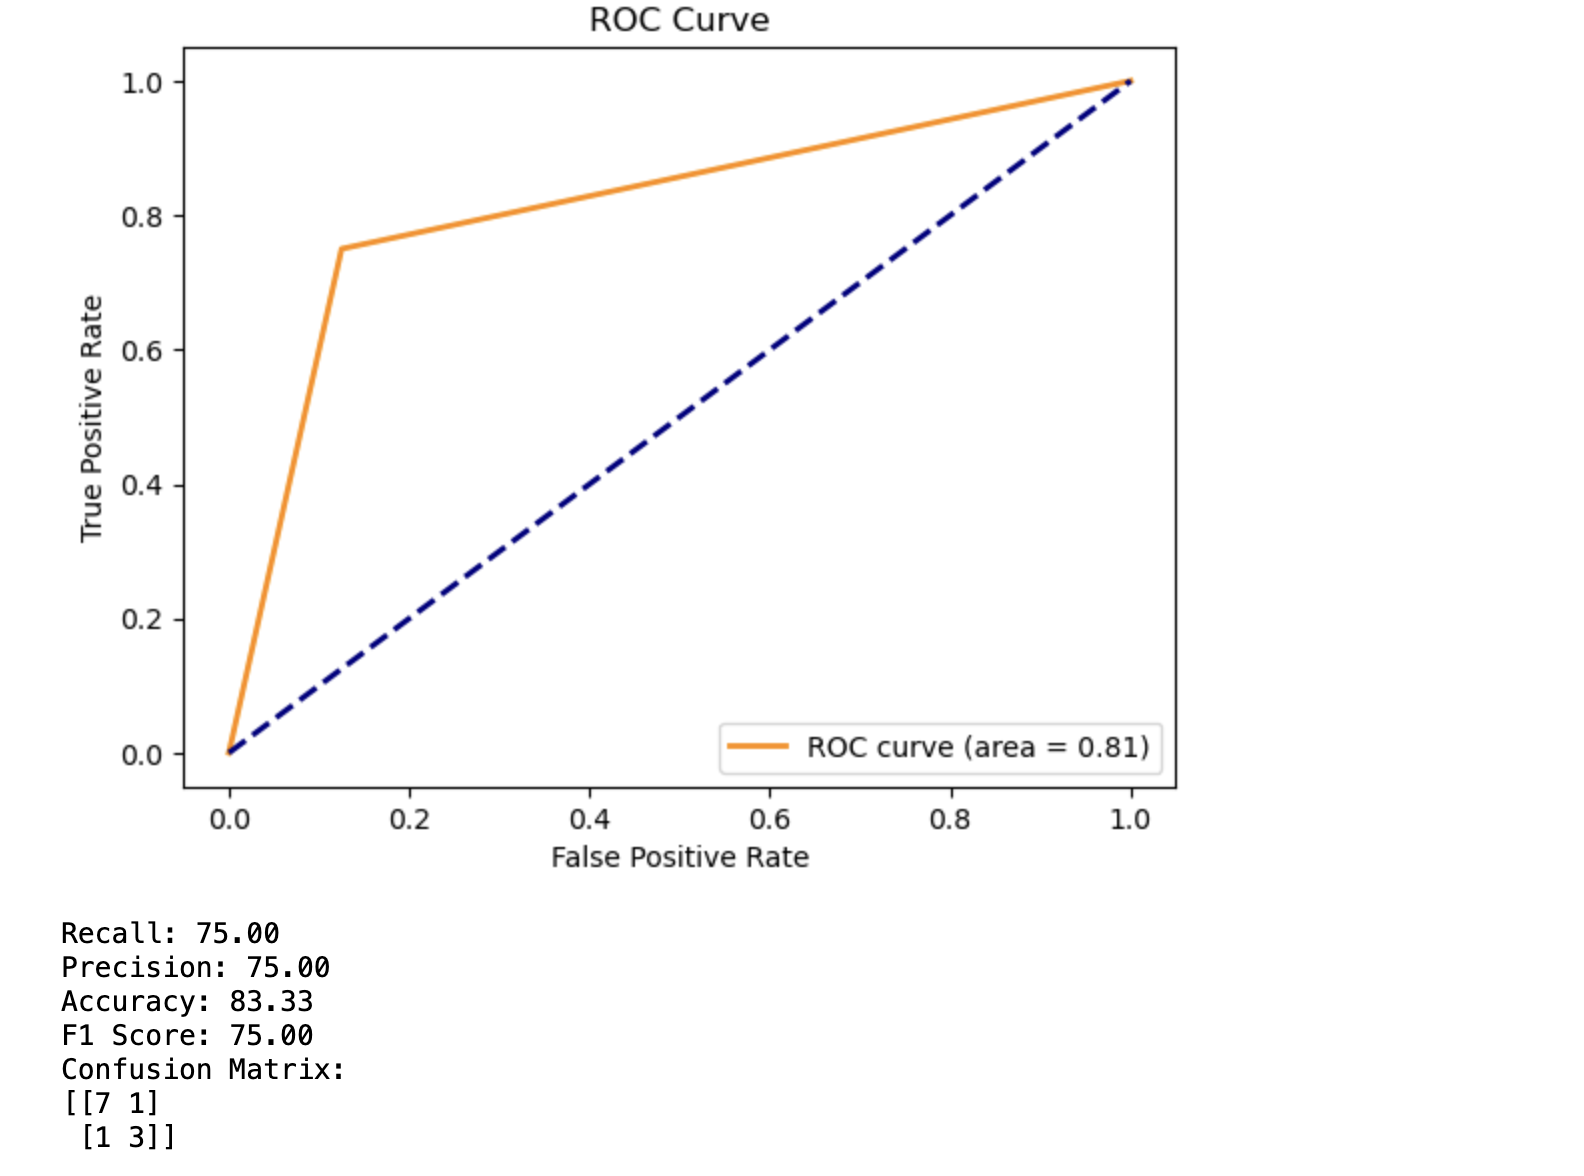 ROC Curve
1.0
0.8
0.6
0.4
0.2
0.0
True Positive Rate
ROC curve (area = 0.81)
0.0 0.2 0.4 0.6 0.8 1.0
False Positive Rate
Recall: 75.00
Precision: 75.00
Accuracy: 83.33
F1 Score: 75.00
Confusion Matrix:
[[7 1]
 [1 3]]